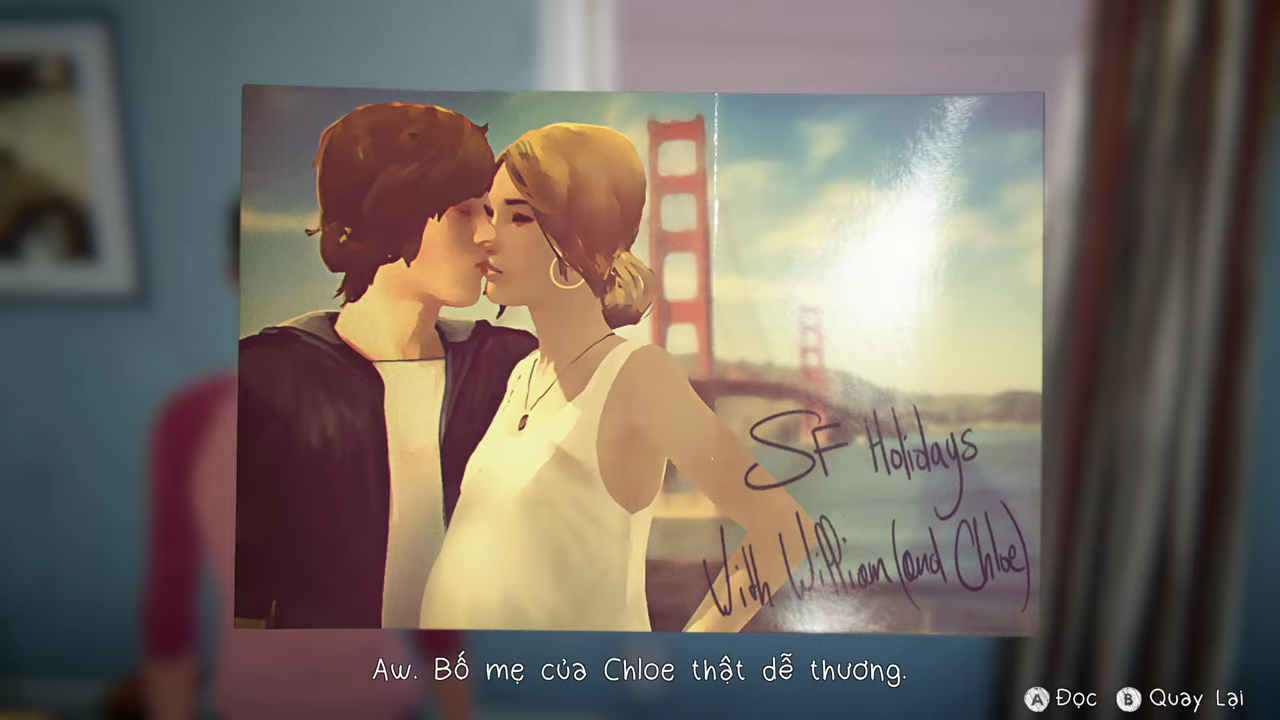 SF Holidays
With William (and Chloe)
Aw. Bố mẹ của Chloe thật dễ thương.
A Đọc B Quay Lại